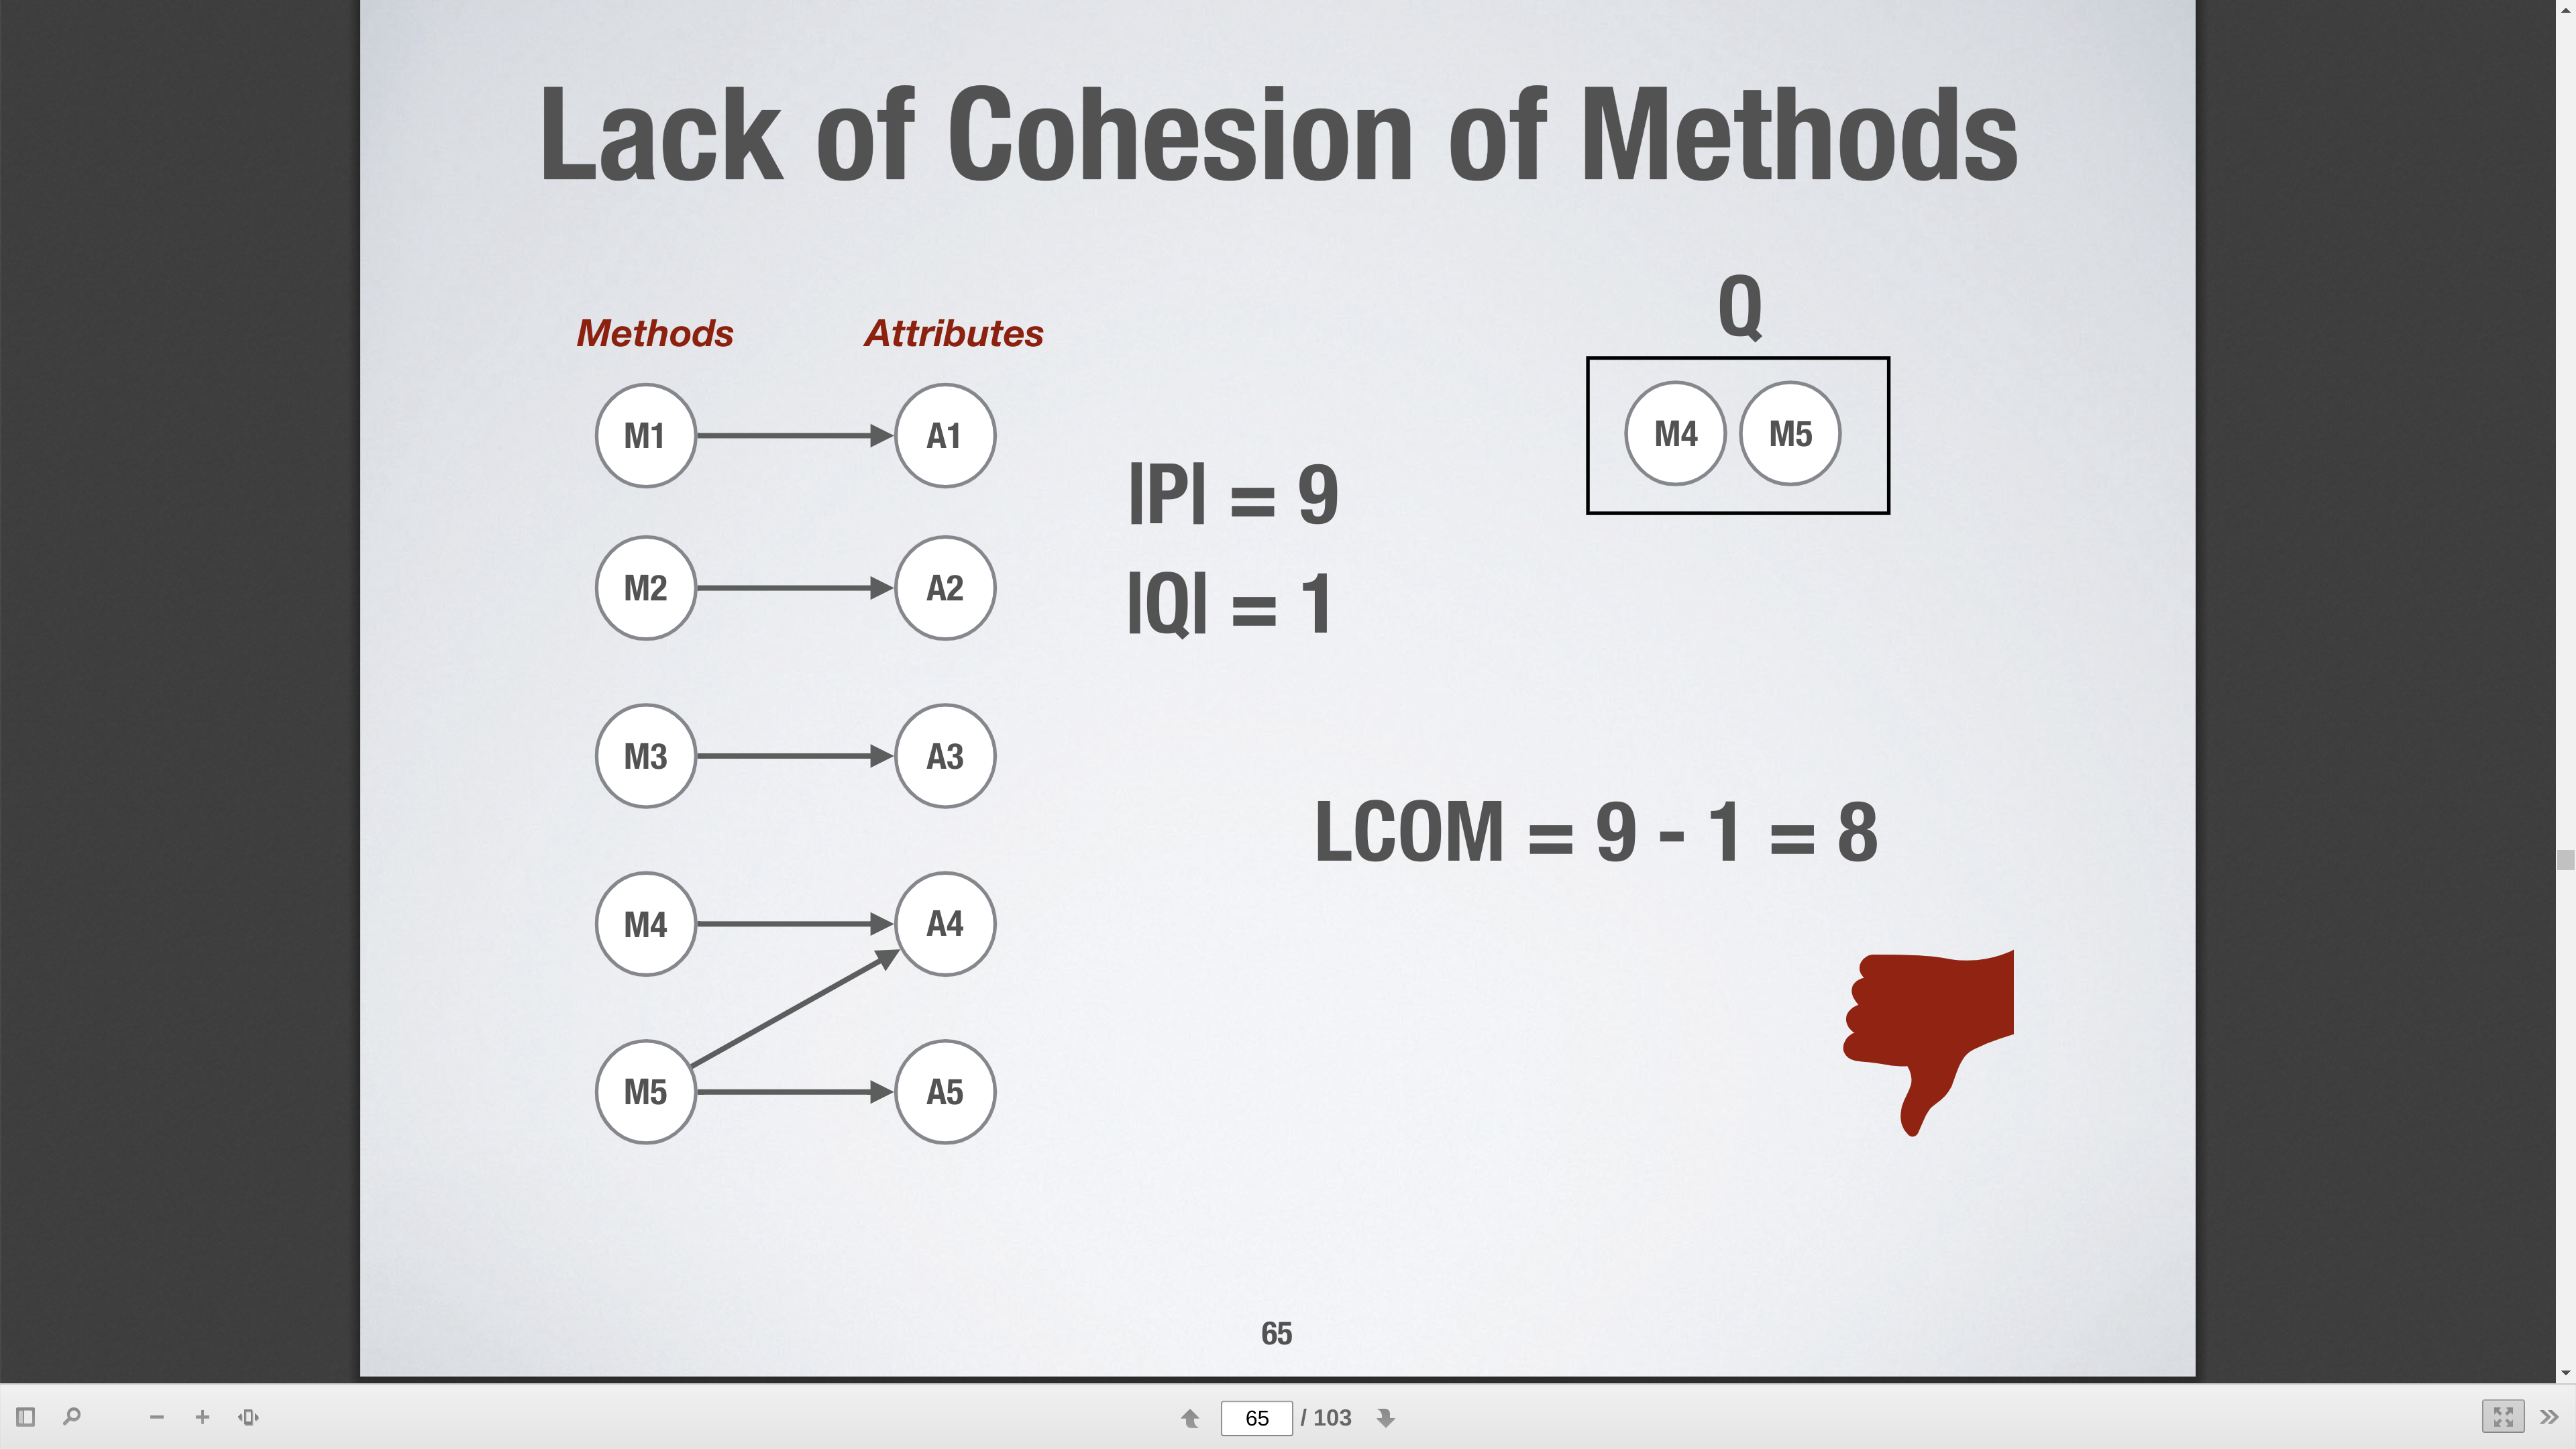 Lack of Cohesion of Methods
Q
Methods Attributes
M4 M5
M1 A1
|P| = 9
M2 A2
|Q| = 1
M3 A3
LCOM = 9 - 1 = 8
M4 A4
M5 A5
65
65 / 103